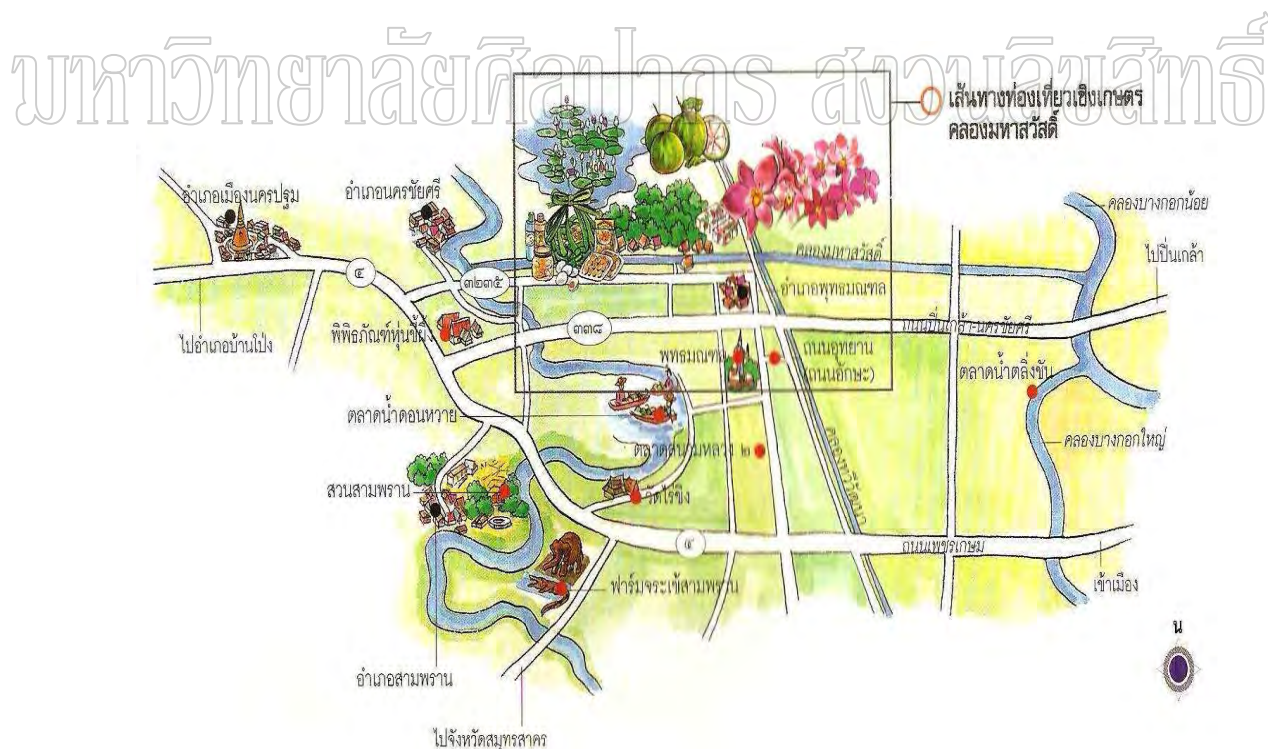 มหาวิทยาลัยศิลปากร สงวนลิขสิทธิ์
เส้นทางท่องเที่ยวเชิงเกษตร
คลองมหาสวัสดิ์
อำเภอเมืองนครปฐม
อำเภอนครชัยศรี
คลองบางกอกน้อย
คลองมหาสวัสดิ์
ไปปิ่นเกล้า
๔
๓๒๓๕
อำเภอพุทธมณฑล
๓๓๘
ถนนปิ่นเกล้า-นครชัยศรี
พิพิธภัณฑ์หุ่นขี้ผึ้ง
ไปอำเภอบ้านโป่ง
พุทธมณฑล
ถนนอุทยาน
(ถนนอักษะ)
ตลาดน้ำตลิ่งชัน
ตลาดน้ำดอนหวาย
คลองทวีวัฒนา
คลองบางกอกใหญ่
ตลาดสนามหลวง ๒
สวนสามพราน
วัดไร่ขิง
๔
ถนนเพชรเกษม
เข้าเมือง
ฟาร์มจระเข้สามพราน
น
อำเภอสามพราน
ไปจังหวัดสมุทรสาคร